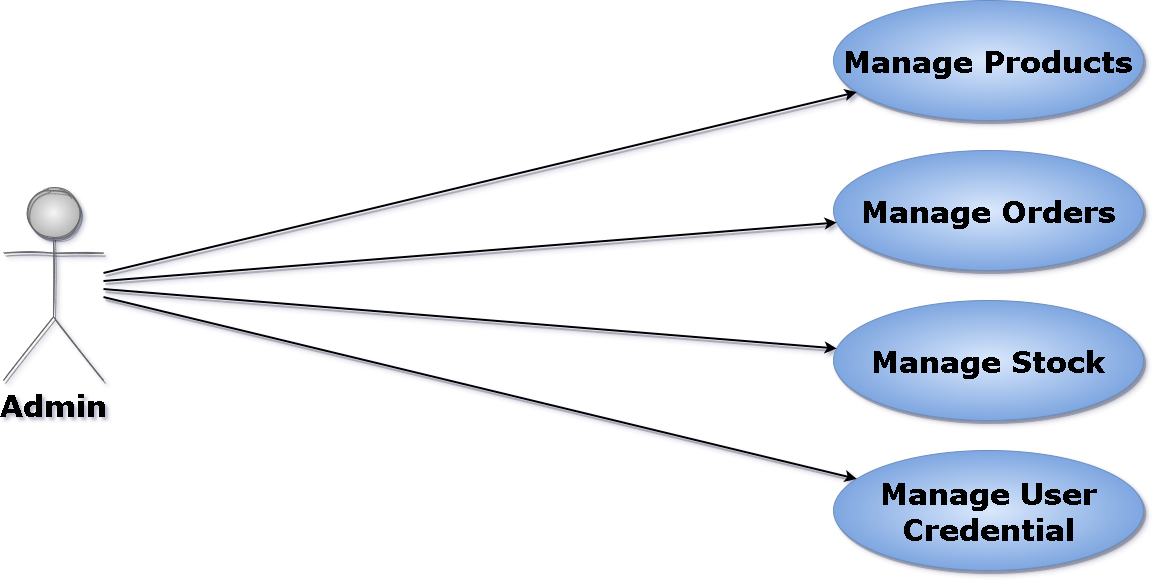 Manage Products
Manage Orders
Manage Stock
Admin
Manage User
Credential